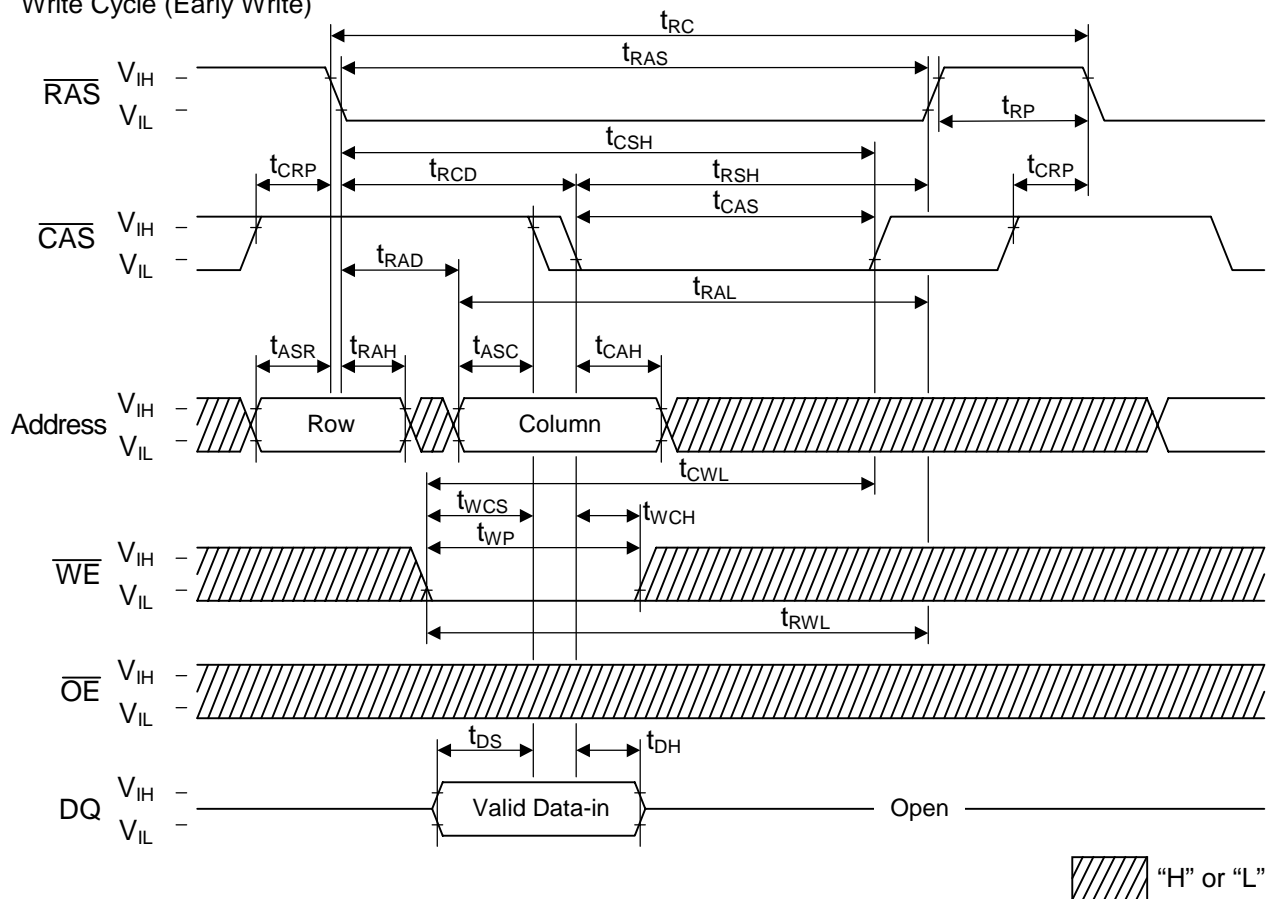 Write Cycle (Early Write)
tRC
tRAS
RAS
VIH
VIL
tRP
tCSH
tCRP
tRCD
tRSH
tCRP
tCAS
CAS
VIH
VIL
tRAD
tRAL
tASR
tRAH
tASC
tCAH
Address
VIH
VIL
Row
Column
tCWL
tWCS
tWCH
tWP
WE
VIH
VIL
tRWL
OE
VIH
VIL
tDS
tDH
DQ
VIH
VIL
Valid Data-in
Open
“H” or “L”